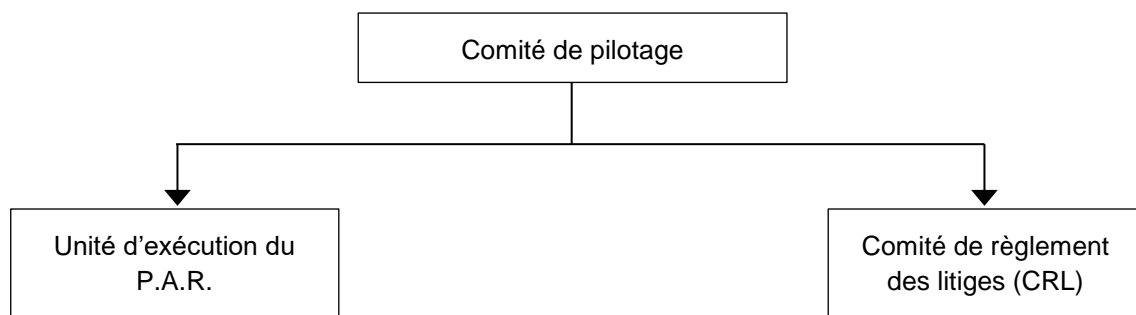 Comité de pilotage
Unité d’exécution du
P.A.R.
Comité de règlement
des litiges (CRL)